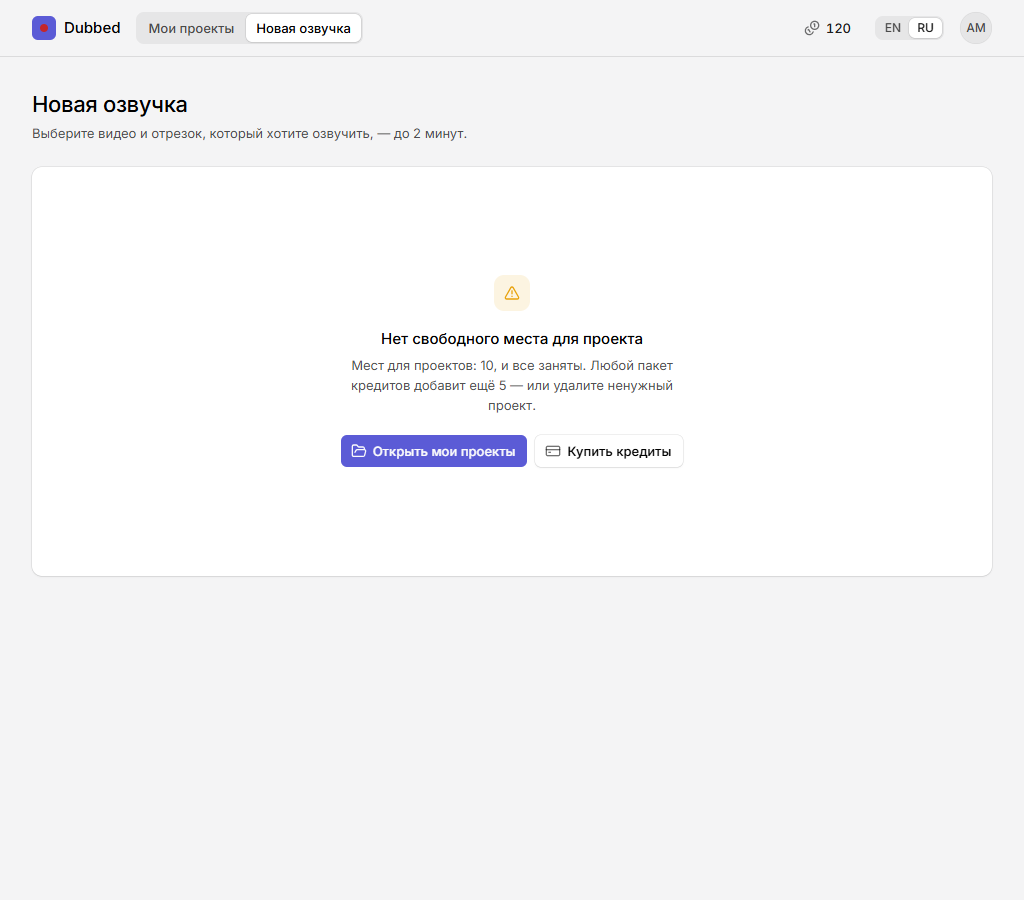 Dubbed
Мои проекты
Новая озвучка
120
EN
RU
AM
Новая озвучка
Выберите видео и отрезок, который хотите озвучить, — до 2 минут.
Нет свободного места для проекта
Мест для проектов: 10, и все заняты. Любой пакет
кредитов добавит ещё 5 — или удалите ненужный
проект.
Открыть мои проекты
Купить кредиты